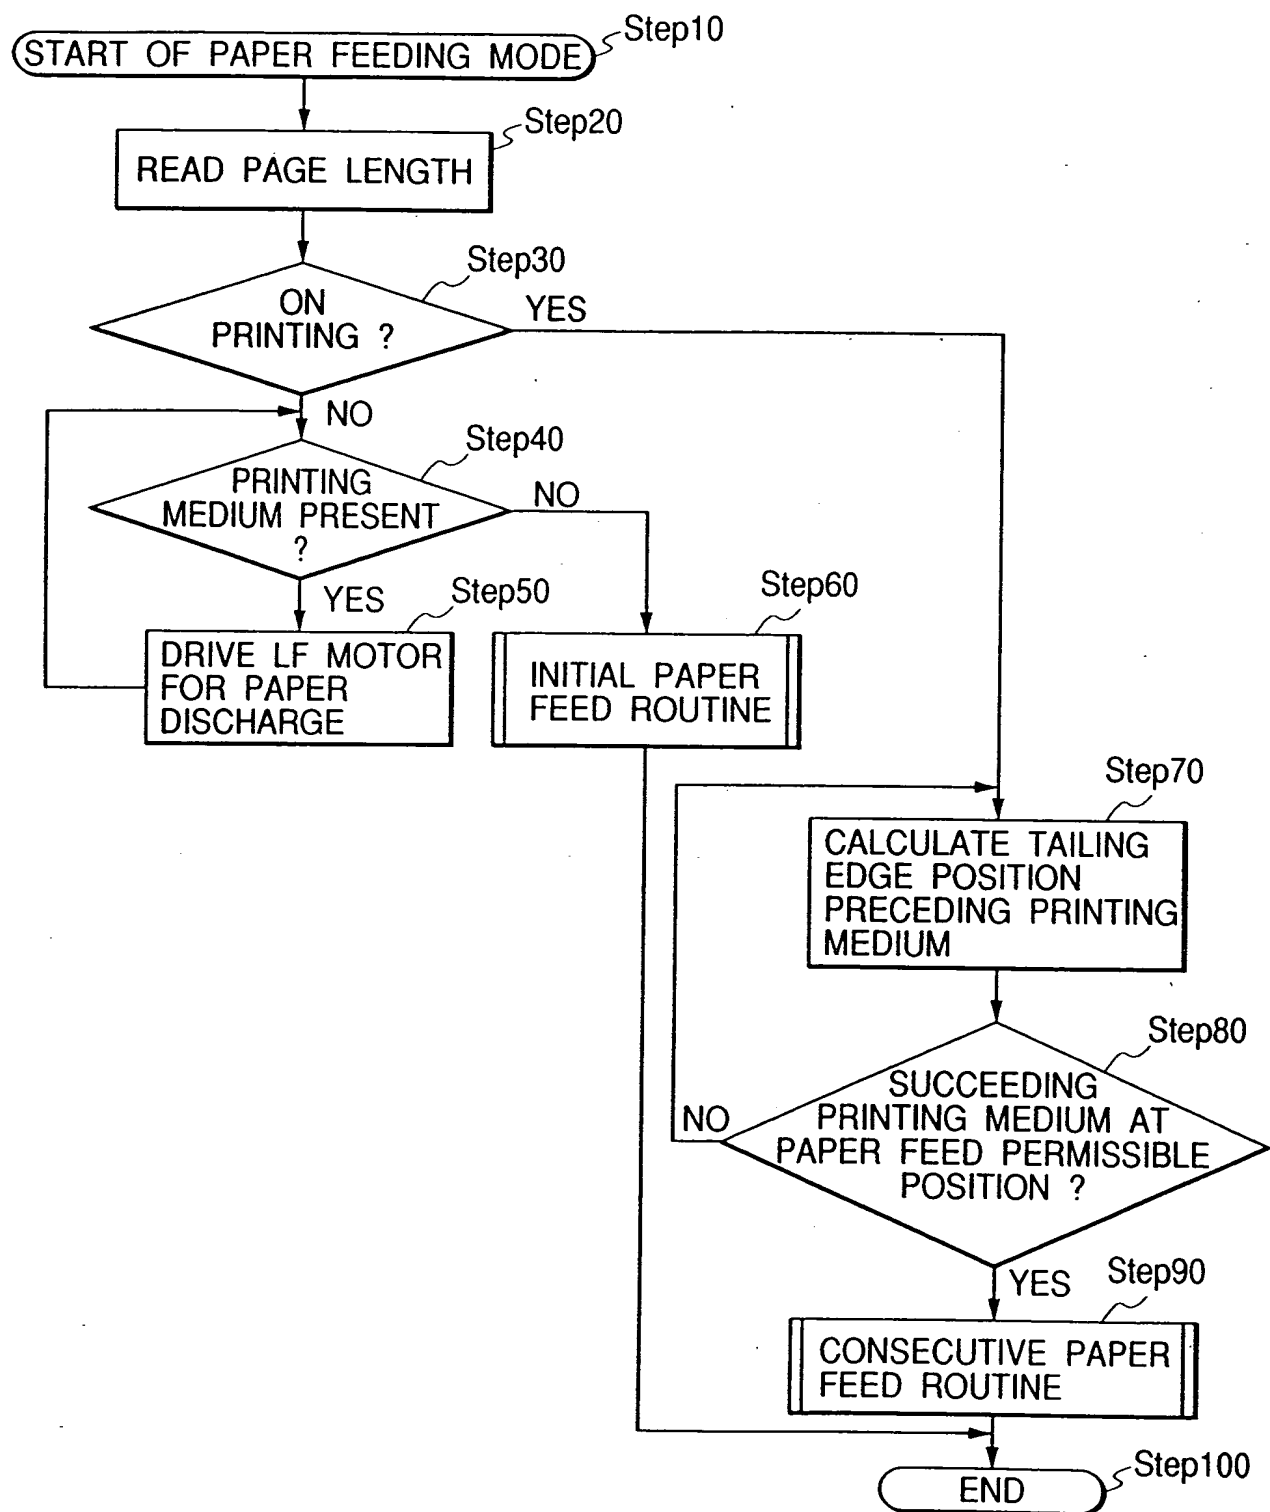 Step10
START OF PAPER FEEDING MODE
Step20
READ PAGE LENGTH
Step30
ON
PRINTING ?
YES
NO
Step40
PRINTING
MEDIUM PRESENT
?
NO
YES
Step50
DRIVE LF MOTOR
FOR PAPER
DISCHARGE
Step60
INITIAL PAPER
FEED ROUTINE
Step70
CALCULATE TAILING
EDGE POSITION
PRECEDING PRINTING
MEDIUM
Step80
SUCCEEDING
PRINTING MEDIUM AT
PAPER FEED PERMISSIBLE
POSITION ?
NO
YES
Step90
CONSECUTIVE PAPER
FEED ROUTINE
Step100
END